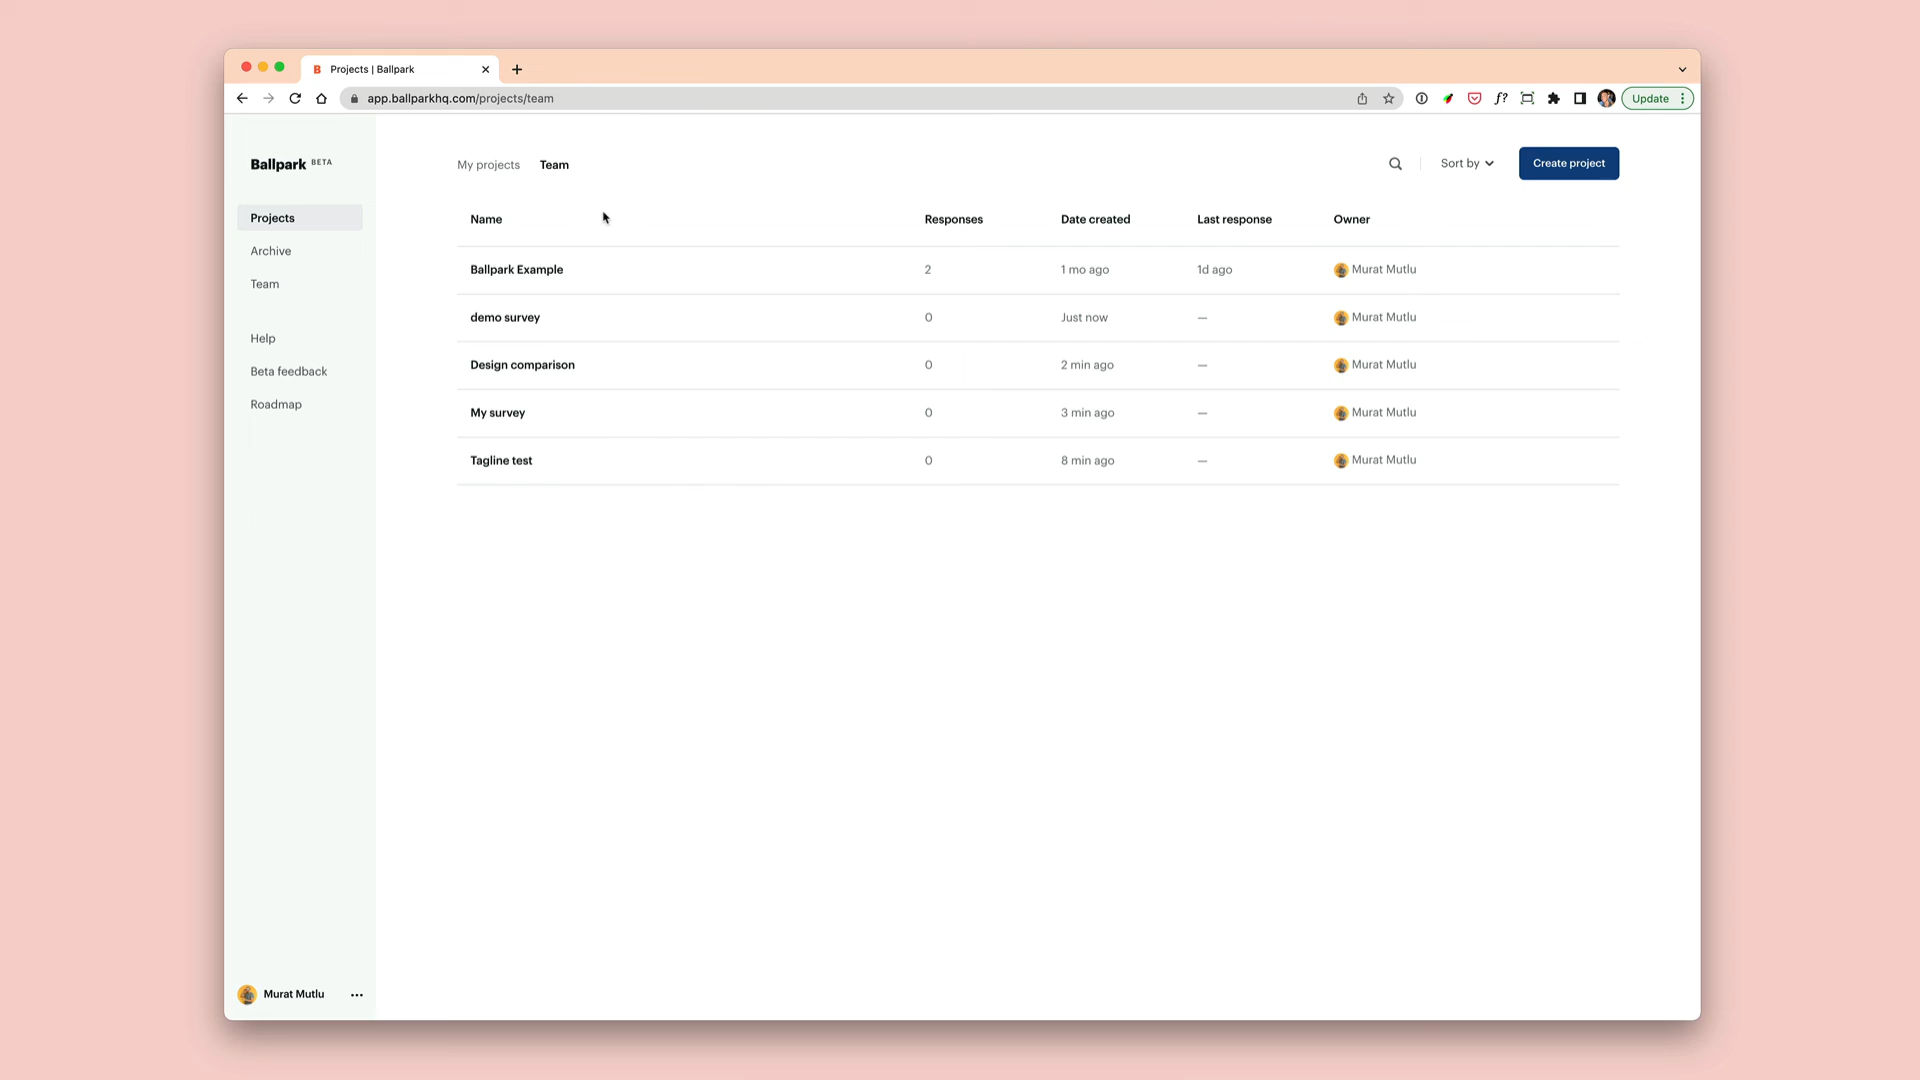 B Projects | Ballpark
app.ballparkhq.com/projects/team
f?
Update
Ballpark BETA
My projects Team
Sort by
Create project
Projects
Archive
Team
Help
Beta feedback
Roadmap
Name Responses Date created Last response Owner
Ballpark Example 2 1 mo ago 1d ago Murat Mutlu
demo survey 0 Just now — Murat Mutlu
Design comparison 0 2 min ago — Murat Mutlu
My survey 0 3 min ago — Murat Mutlu
Tagline test 0 8 min ago — Murat Mutlu
Murat Mutlu